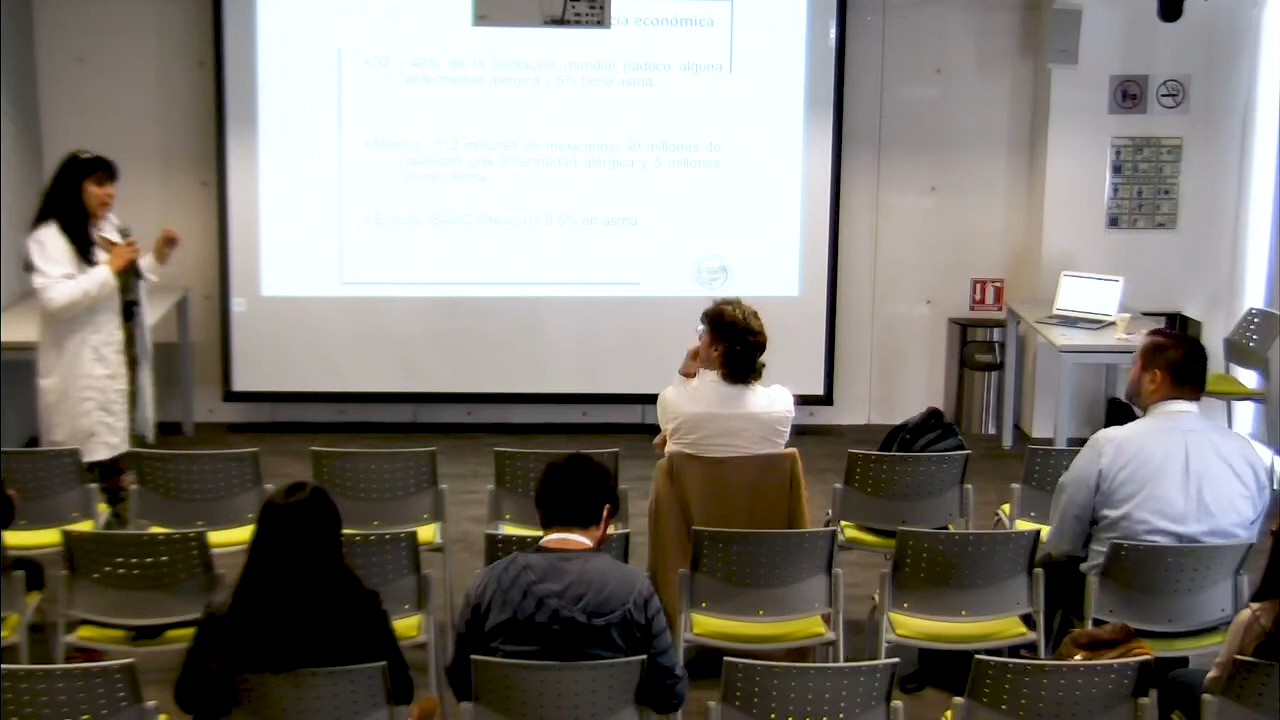 cia económica
• 30 - 40% de la población mundial padece alguna
enfermedad alérgica y 5% tiene asma.
• México - 112 millones de mexicanos, 40 millones de
padecen una enfermedad alérgica y 5 millones
tienen asma.
• Estudio ISAAC (México) - 8.5% en asma